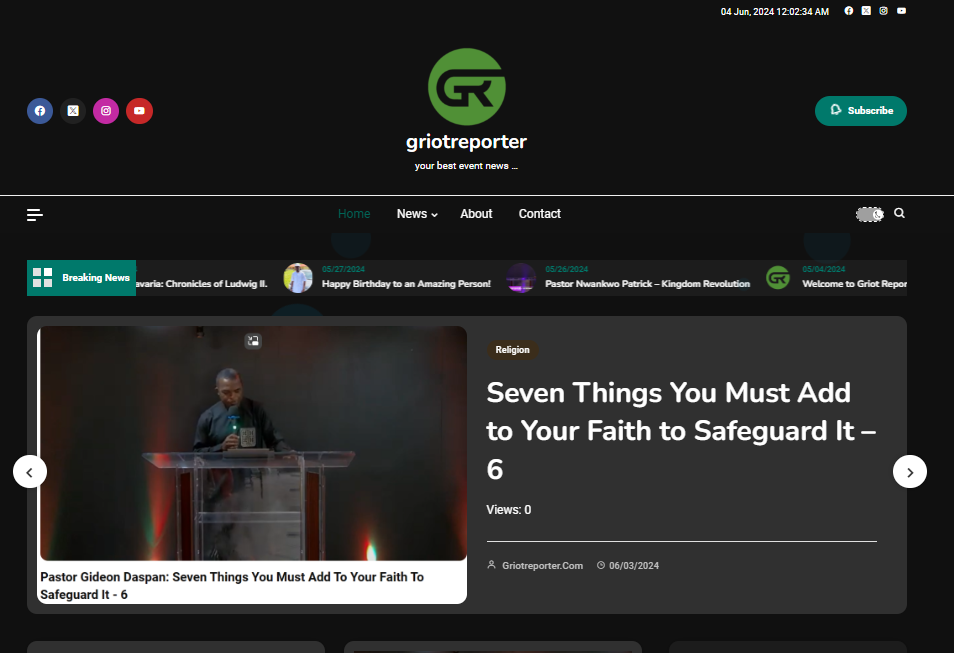 04 Jun, 2024 12:02:34 AM
GR
griotreporter
your best event news ...
Subscribe
Home
News
About
Contact
Breaking News
avaria: Chronicles of Ludwig II.
05/27/2024
Happy Birthday to an Amazing Person!
05/26/2024
Pastor Nwankwo Patrick – Kingdom Revolution
GR
05/04/2024
Welcome to Griot Repor
Religion
Seven Things You Must Add
to Your Faith to Safeguard It –
6
Views: 0
Griotreporter.Com
06/03/2024
Pastor Gideon Daspan: Seven Things You Must Add To Your Faith To
Safeguard It - 6